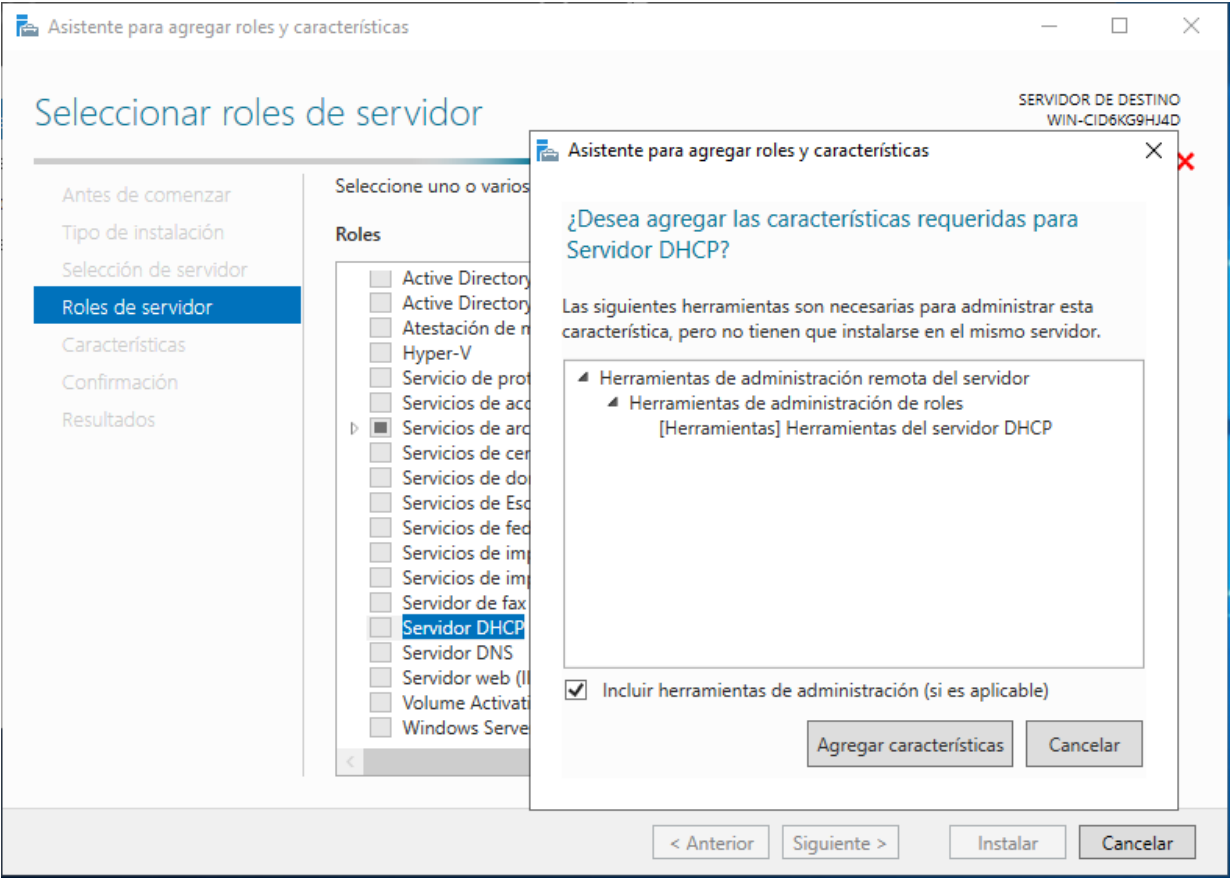 Asistente para agregar roles y características
Seleccionar roles de servidor
SERVIDOR DE DESTINO
WIN-CID6KG9HJ4D
Antes de comenzar
Tipo de instalación
Selección de servidor
Roles de servidor
Características
Confirmación
Resultados
Seleccione uno o varios
Roles
Active Directory
Active Directory
Atestación de
Hyper-V
Servicio de
Servicios de
Servicios de
Servicios de
Servicios de
Servicios de
Servicios de
Servicios de
Servicios de
Servidor de fax
Servidor DHCP
Servidor DNS
Servidor web
Volume
Windows
Asistente para agregar roles y características
¿Desea agregar las características requeridas para
Servidor DHCP?
Las siguientes herramientas son necesarias para administrar esta
característica, pero no tienen que instalarse en el mismo servidor.
Herramientas de administración remota del servidor
Herramientas de administración de roles
[Herramientas] Herramientas del servidor DHCP
Incluir herramientas de administración (si es aplicable)
Agregar características
Cancelar
< Anterior
Siguiente >
Instalar
Cancelar